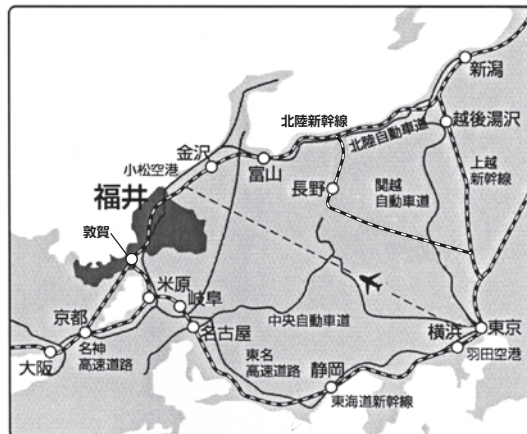 新潟
越後湯沢
北陸新幹線
北陸自動車道
上越
新幹線
金沢
小松空港
富山
長野
関越
自動車道
福井
敦賀
米原
岐阜
京都
名古屋
中央自動車道
横浜
東京
大阪
名神
高速道路
東名
高速道路
静岡
羽田空港
東海道新幹線